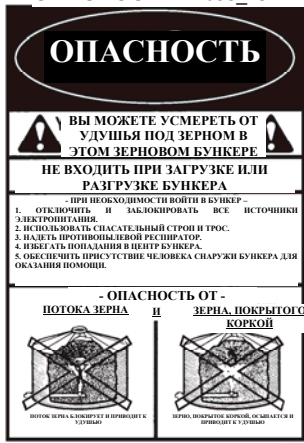 ОПАСНОСТЬ
ВЫ МОЖЕТЕ УСМЕРЕТЬ ОТ
УДУШЬЯ ПОД ЗЕРНОМ В
ЭТОМ ЗЕРНОВОМ БУНКЕРЕ
НЕ ВХОДИТЬ ПРИ ЗАГРУЗКЕ ИЛИ
РАЗГРУЗКЕ БУНКЕРА
- ПРИ НЕОБХОДИМОСТИ ВОЙТИ В БУНКЕР –
1. ОТКЛЮЧИТЬ И ЗАБЛОКИРОВАТЬ ВСЕ ИСТОЧНИКИ
ЭЛЕКТРОПИТАНИЯ.
2. ИСПОЛЬЗОВАТЬ СПАСАТЕЛЬНЫЙ СТРОП И ТРОС.
3. НАДЕТЬ ПРОТИВОПЫЛЕВОЙ РЕСПИРАТОР.
4. ИЗБЕГАТЬ ПОПАДАНИЯ В ЦЕНТР БУНКЕРА.
5. ОБЕСПЕЧИТЬ ПРИСУТСТВИЕ ЧЕЛОВЕКА СНАРУЖИ БУНКЕРА ДЛЯ
ОКАЗАНИЯ ПОМОЩИ.
- ОПАСНОСТЬ ОТ -
ПОТОКА ЗЕРНА И ЗЕРНА, ПОКРЫТОГО
КОРКОЙ
ПОТОК ЗЕРНА БЛОКИРУЕТ И ПРИВОДИТ К
УДУШЬЮ
ЗЕРНО, ПОКРЫТОЕ КОРКОЙ, ОСЫПАЕТСЯ И
ПРИВОДИТ К УДУШЬЮ